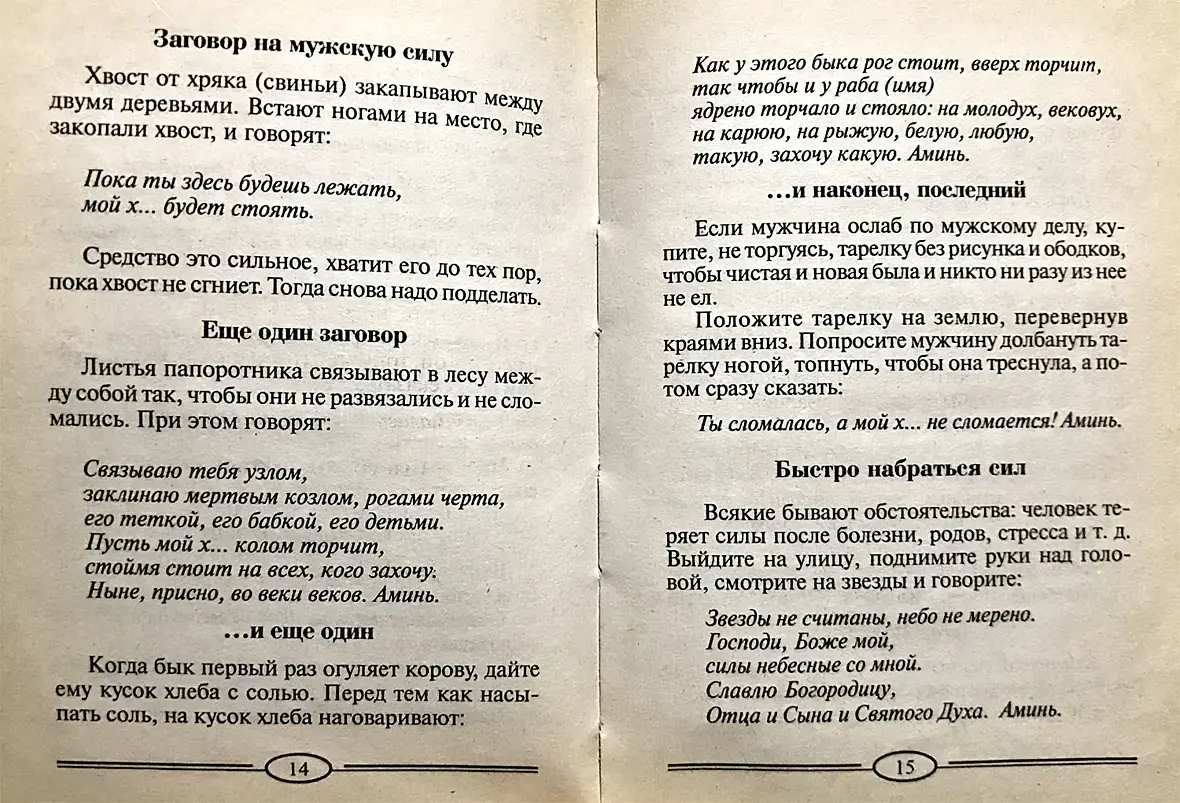 Заговор на мужскую силу
Хвост от хряка (свиньи) закапывают между
двумя деревьями. Встают ногами на место, где
закопали хвост, и говорят:
Пока ты здесь будешь лежать,
мой х... будет стоять.
Средство это сильное, хватит его до тех пор,
пока хвост не сгниет. Тогда снова надо подделать.
Еще один заговор
Листья папоротника связывают в лесу меж-
ду собой так, чтобы они не развязались и не сло-
мались. При этом говорят:
Связываю тебя узлом,
заклинаю мертвым козлом, рогами черта,
его теткой, его бабкой, его детьми.
Пусть мой х... колом торчит,
стоймя стоит на всех, кого захочу.
Ныне, присно, во веки веков. Аминь.
...и еще один
Когда бык первый раз огуляет корову, дайте
ему кусок хлеба с солью. Перед тем как насы-
пать соль, на кусок хлеба наговаривают:
14
Как у этого быка рог стоит, вверх торчит,
так чтобы и у раба (имя)
ядрено торчало и стояло: на молодух, вековух,
на карюю, на рыжую, белую, любую,
такую, захочу какую. Аминь.
...и наконец, последний
Если мужчина ослаб по мужскому делу, ку-
пите, не торгуясь, тарелку без рисунка и ободков,
чтобы чистая и новая была и никто ни разу из нее
не ел.
Положите тарелку на землю, перевернув
краями вниз. Попросите мужчину долбануть та-
релку ногой, топнуть, чтобы она треснула, а по-
том сразу сказать:
Ты сломалась, а мой х... не сломается! Аминь.
Быстро набраться сил
Всякие бывают обстоятельства: человек те-
ряет силы после болезни, родов, стресса и т. д.
Выйдите на улицу, поднимите руки над голо-
вой, смотрите на звезды и говорите:
Звезды не считаны, небо не мерено.
Господи, Боже мой,
силы небесные со мной.
Славлю Богородицу,
Отца и Сына и Святого Духа. Аминь.
15